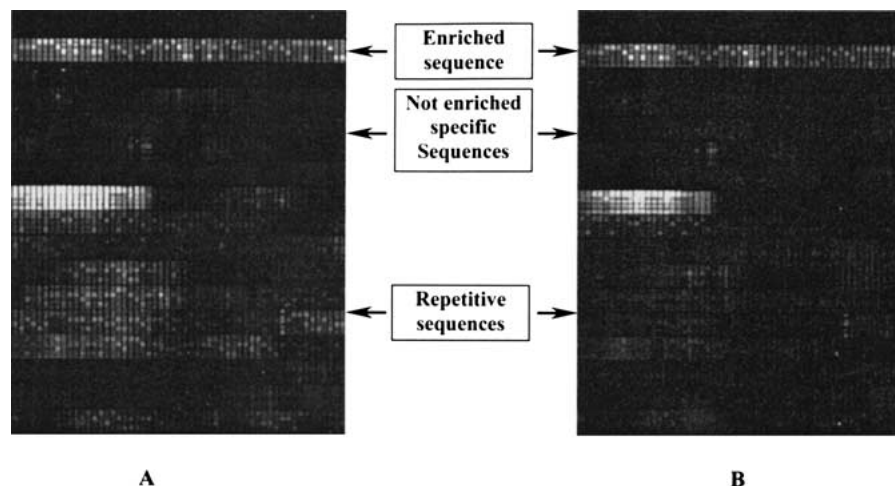 Enriched
sequence
Not enriched
specific
Sequences
Repetitive
sequences
A
B